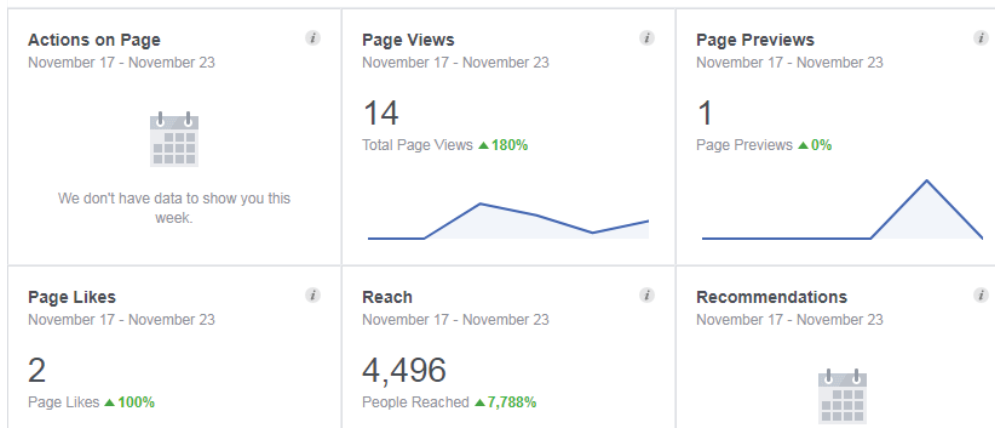 Actions on Page
November 17 - November 23
We don't have data to show you this
week.
Page Views
November 17 - November 23
14
Total Page Views 180%
Page Previews
November 17 - November 23
1
Page Previews 0%
Page Likes
November 17 - November 23
2
Page Likes 100%
Reach
November 17 - November 23
4,496
People Reached 7,788%
Recommendations
November 17 - November 23